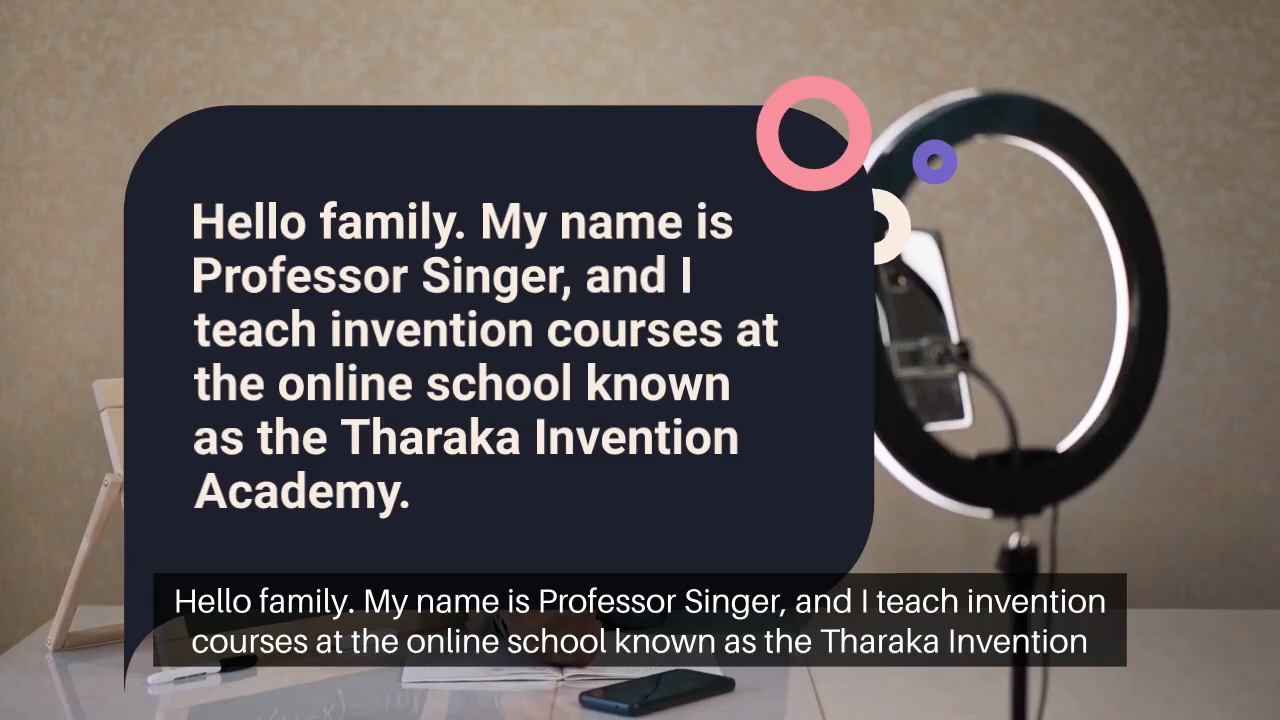 Hello family. My name is
Professor Singer, and I
teach invention courses at
the online school known
as the Tharaka Invention
Academy.
Hello family. My name is Professor Singer, and I teach invention
courses at the online school known as the Tharaka Invention